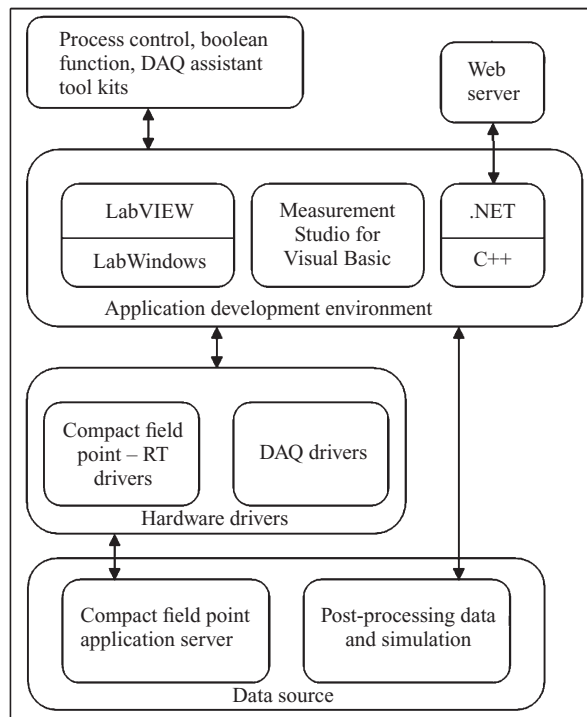 Process control, boolean
function, DAQ assistant
tool kits
Web
server
LabVIEW
LabWindows
Measurement
Studio for
Visual Basic
.NET
C++
Application development environment
Compact field
point – RT
drivers
DAQ drivers
Hardware drivers
Compact field point
application server
Post-processing data
and simulation
Data source